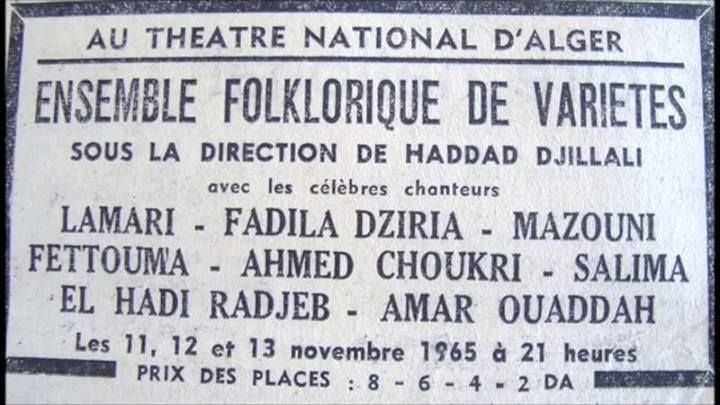 AU THEATRE NATIONAL D'ALGER
ENSEMBLE FOLKLORIQUE DE VARIETES
SOUS LA DIRECTION DE HADDAD DJILLALI
avec les célèbres chanteurs
LAMARI - FADILA DZIRIA - MAZOUNI
FETTOUMA - AHMED CHOUKRI - SALIMA
EL HADI RADJEB - AMAR OUADDAH
Les 11, 12 et 13 novembre 1965 à 21 heures
PRIX DES PLACES : 8 - 6 - 4 - 2 DA